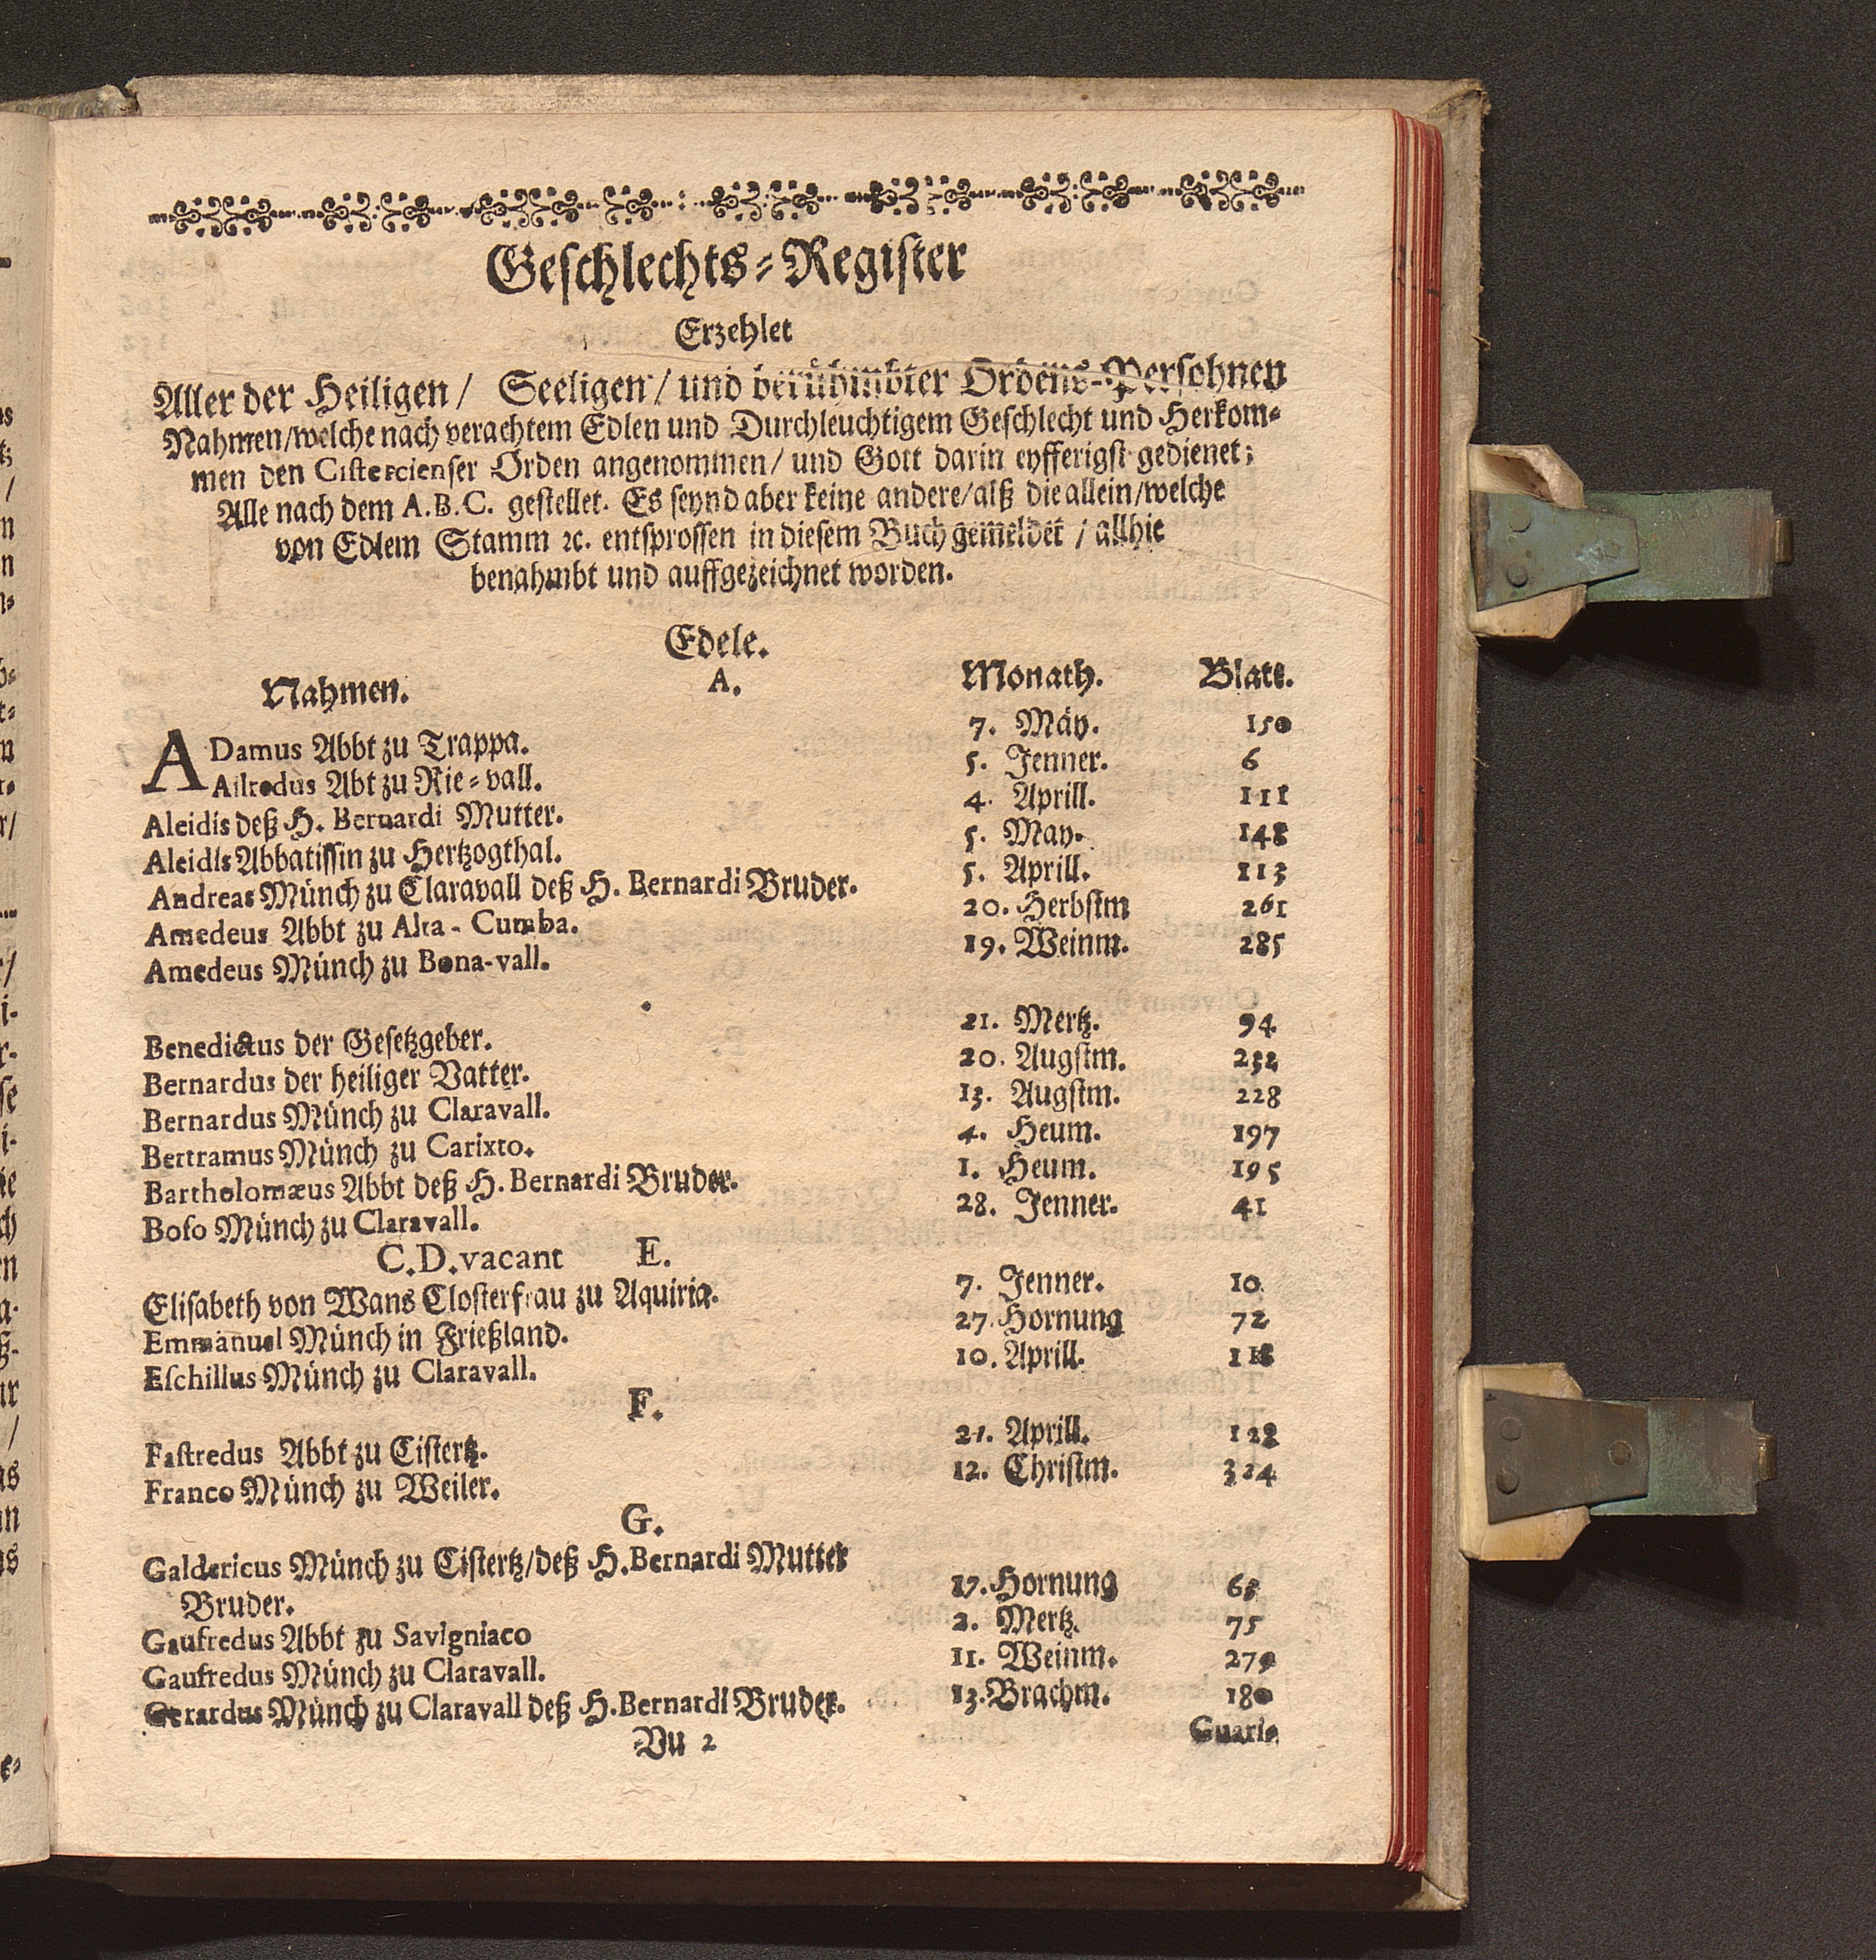 Geschlechts-Register
Erzehlet
Aller der Heiligen/ Seeligen/ und berühmbter Ordens-Persohnen
Nahmen/welche nach verachtem Edlen und Durchleuchtigem Geschlecht und Herkom-
men den Cistercienser Orden angenommen/ und Gott darin eyfferigst gedienet;
Alle nach dem A.B.C. gestellet. Es seynd aber keine andere/alß die allein/welche
von Edlem Stamm ꝛc. entsprossen in diesem Buch gemeldet / allhie
benahmbt und auffgezeichnet worden.
Edele.
Nahmen. A. Monath. Blatt.
ADamus Abbt zu Trappa. 7. Mäy. 150
Ailredus Abt zu Rie-vall. 5. Jenner. 6
Aleidis deß H. Bernardi Mutter. 4. Aprill. 111
Aleidis Abbatissin zu Hertzogthal. 5. May. 148
Andreas Münch zu Claravall deß H. Bernardi Bruder. 5. Aprill. 113
Amedeus Abbt zu Alta-Cumba. 20. Herbstm 261
Amedeus Münch zu Bona-vall. 19. Weinm. 285
Benedictus der Gesetzgeber. 21. Mertz. 94
Bernardus der heiliger Vatter. 20. Augstm. 232
Bernardus Münch zu Claravall. 13. Augstm. 228
Bertramus Münch zu Carixto. 4. Heum. 197
Bartholomæus Abbt deß H. Bernardi Bruder. 1. Heum. 195
Boso Münch zu Claravall. 28. Jenner. 41
C.D.vacant E.
Elisabeth von Wans Closterfrau zu Aquiria. 7. Jenner. 10
Emmanuel Münch in Frießland. 27. Hornung 72
Eschillus Münch zu Claravall. 10. Aprill. 118
F.
Fastredus Abbt zu Cistertz. 21. Aprill. 128
Franco Münch zu Weiler. 12. Christm. 324
G.
Galdericus Münch zu Cistertz/deß H.Bernardi Mutter
Bruder. 17. Hornung
Gaufredus Abbt zu Savigniaco 2. Mertz. 75
Gaufredus Münch zu Claravall. 11. Weinm. 279
Gerardus Münch zu Claravall deß H.Bernardi Bruder. 13. Brachm. 180
Vu 2 Guari-